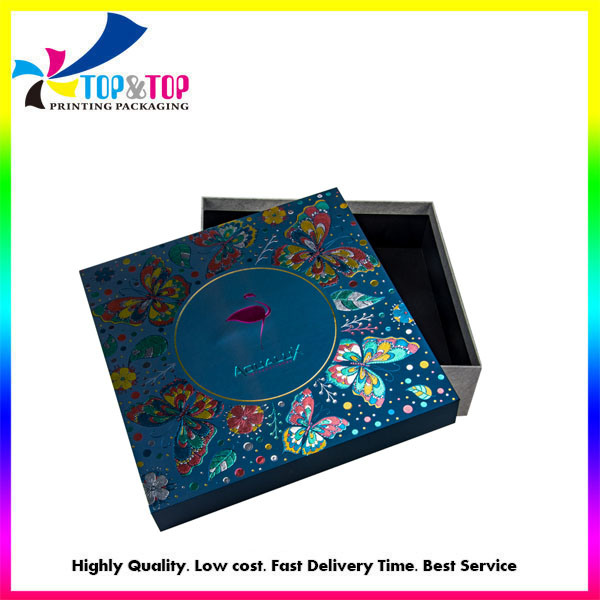 TOP&TOP
PRINTING PACKAGING
Highly Quality. Low cost. Fast Delivery Time. Best Service